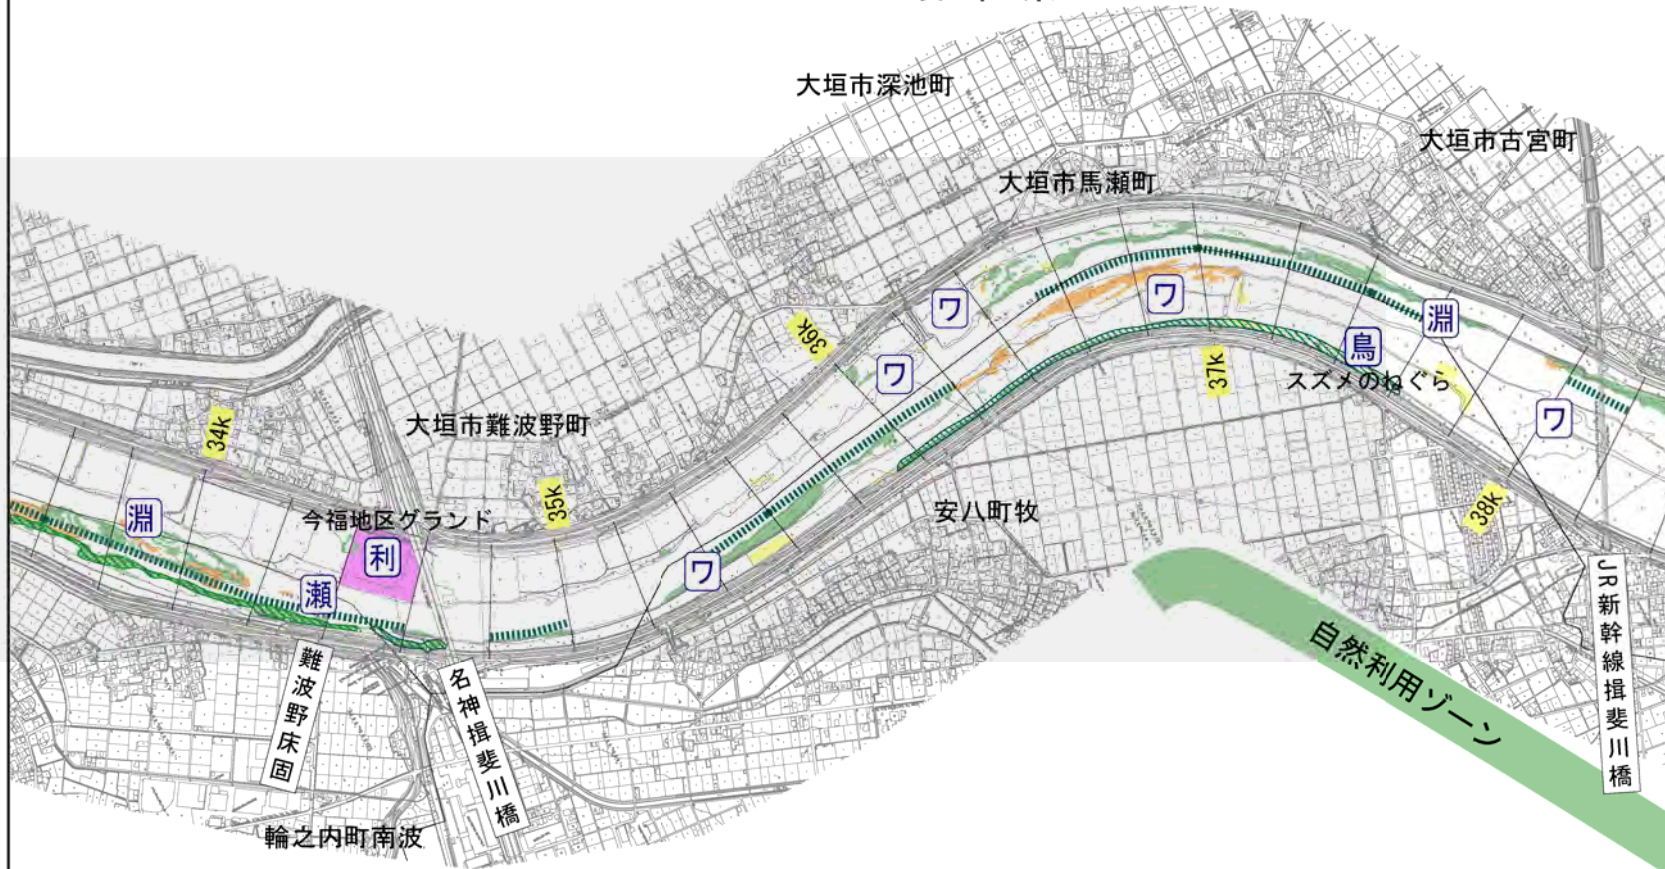 大垣市深池町
大垣市古宮町
大垣市馬瀬町
ワ
ワ
淵
36k
ワ
鳥
37k
スズメのねぐら
34k
大垣市難波野町
ワ
35k
38k
安八町牧
淵
今福地区グランド
利
瀬
ワ
難波野床固
名神揖斐川橋
JR新幹線揖斐川橋
自然利用ゾーン
輪之内町南波